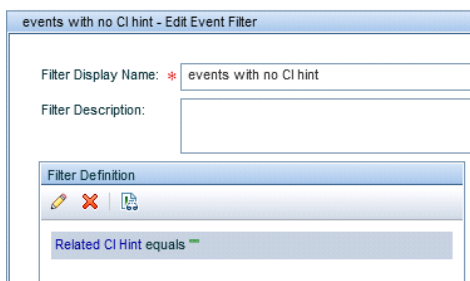 events with no CI hint - Edit Event Filter
Filter Display Name: * events with no CI hint
Filter Description:
Filter Definition
Related CI Hint equals ""